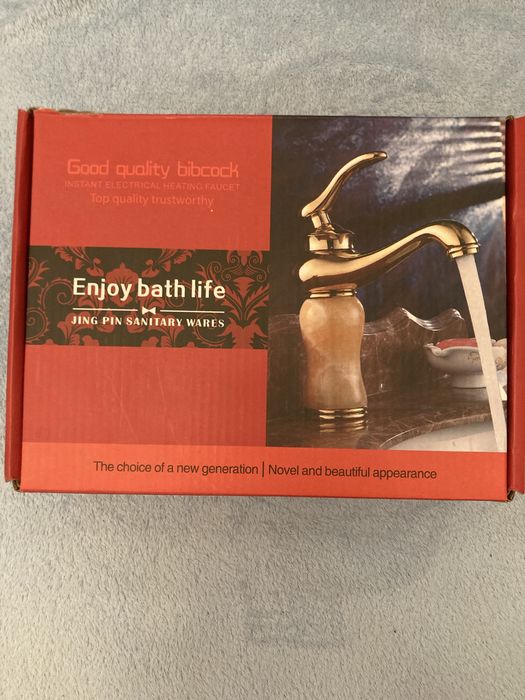 Good quality bibcock
INSTANT ELECTRICAL HEATING FAUCET
Top quality trustworthy
Enjoy bath life
JING PIN SANITARY WARES
The choice of a new generation | Novel and beautiful appearance